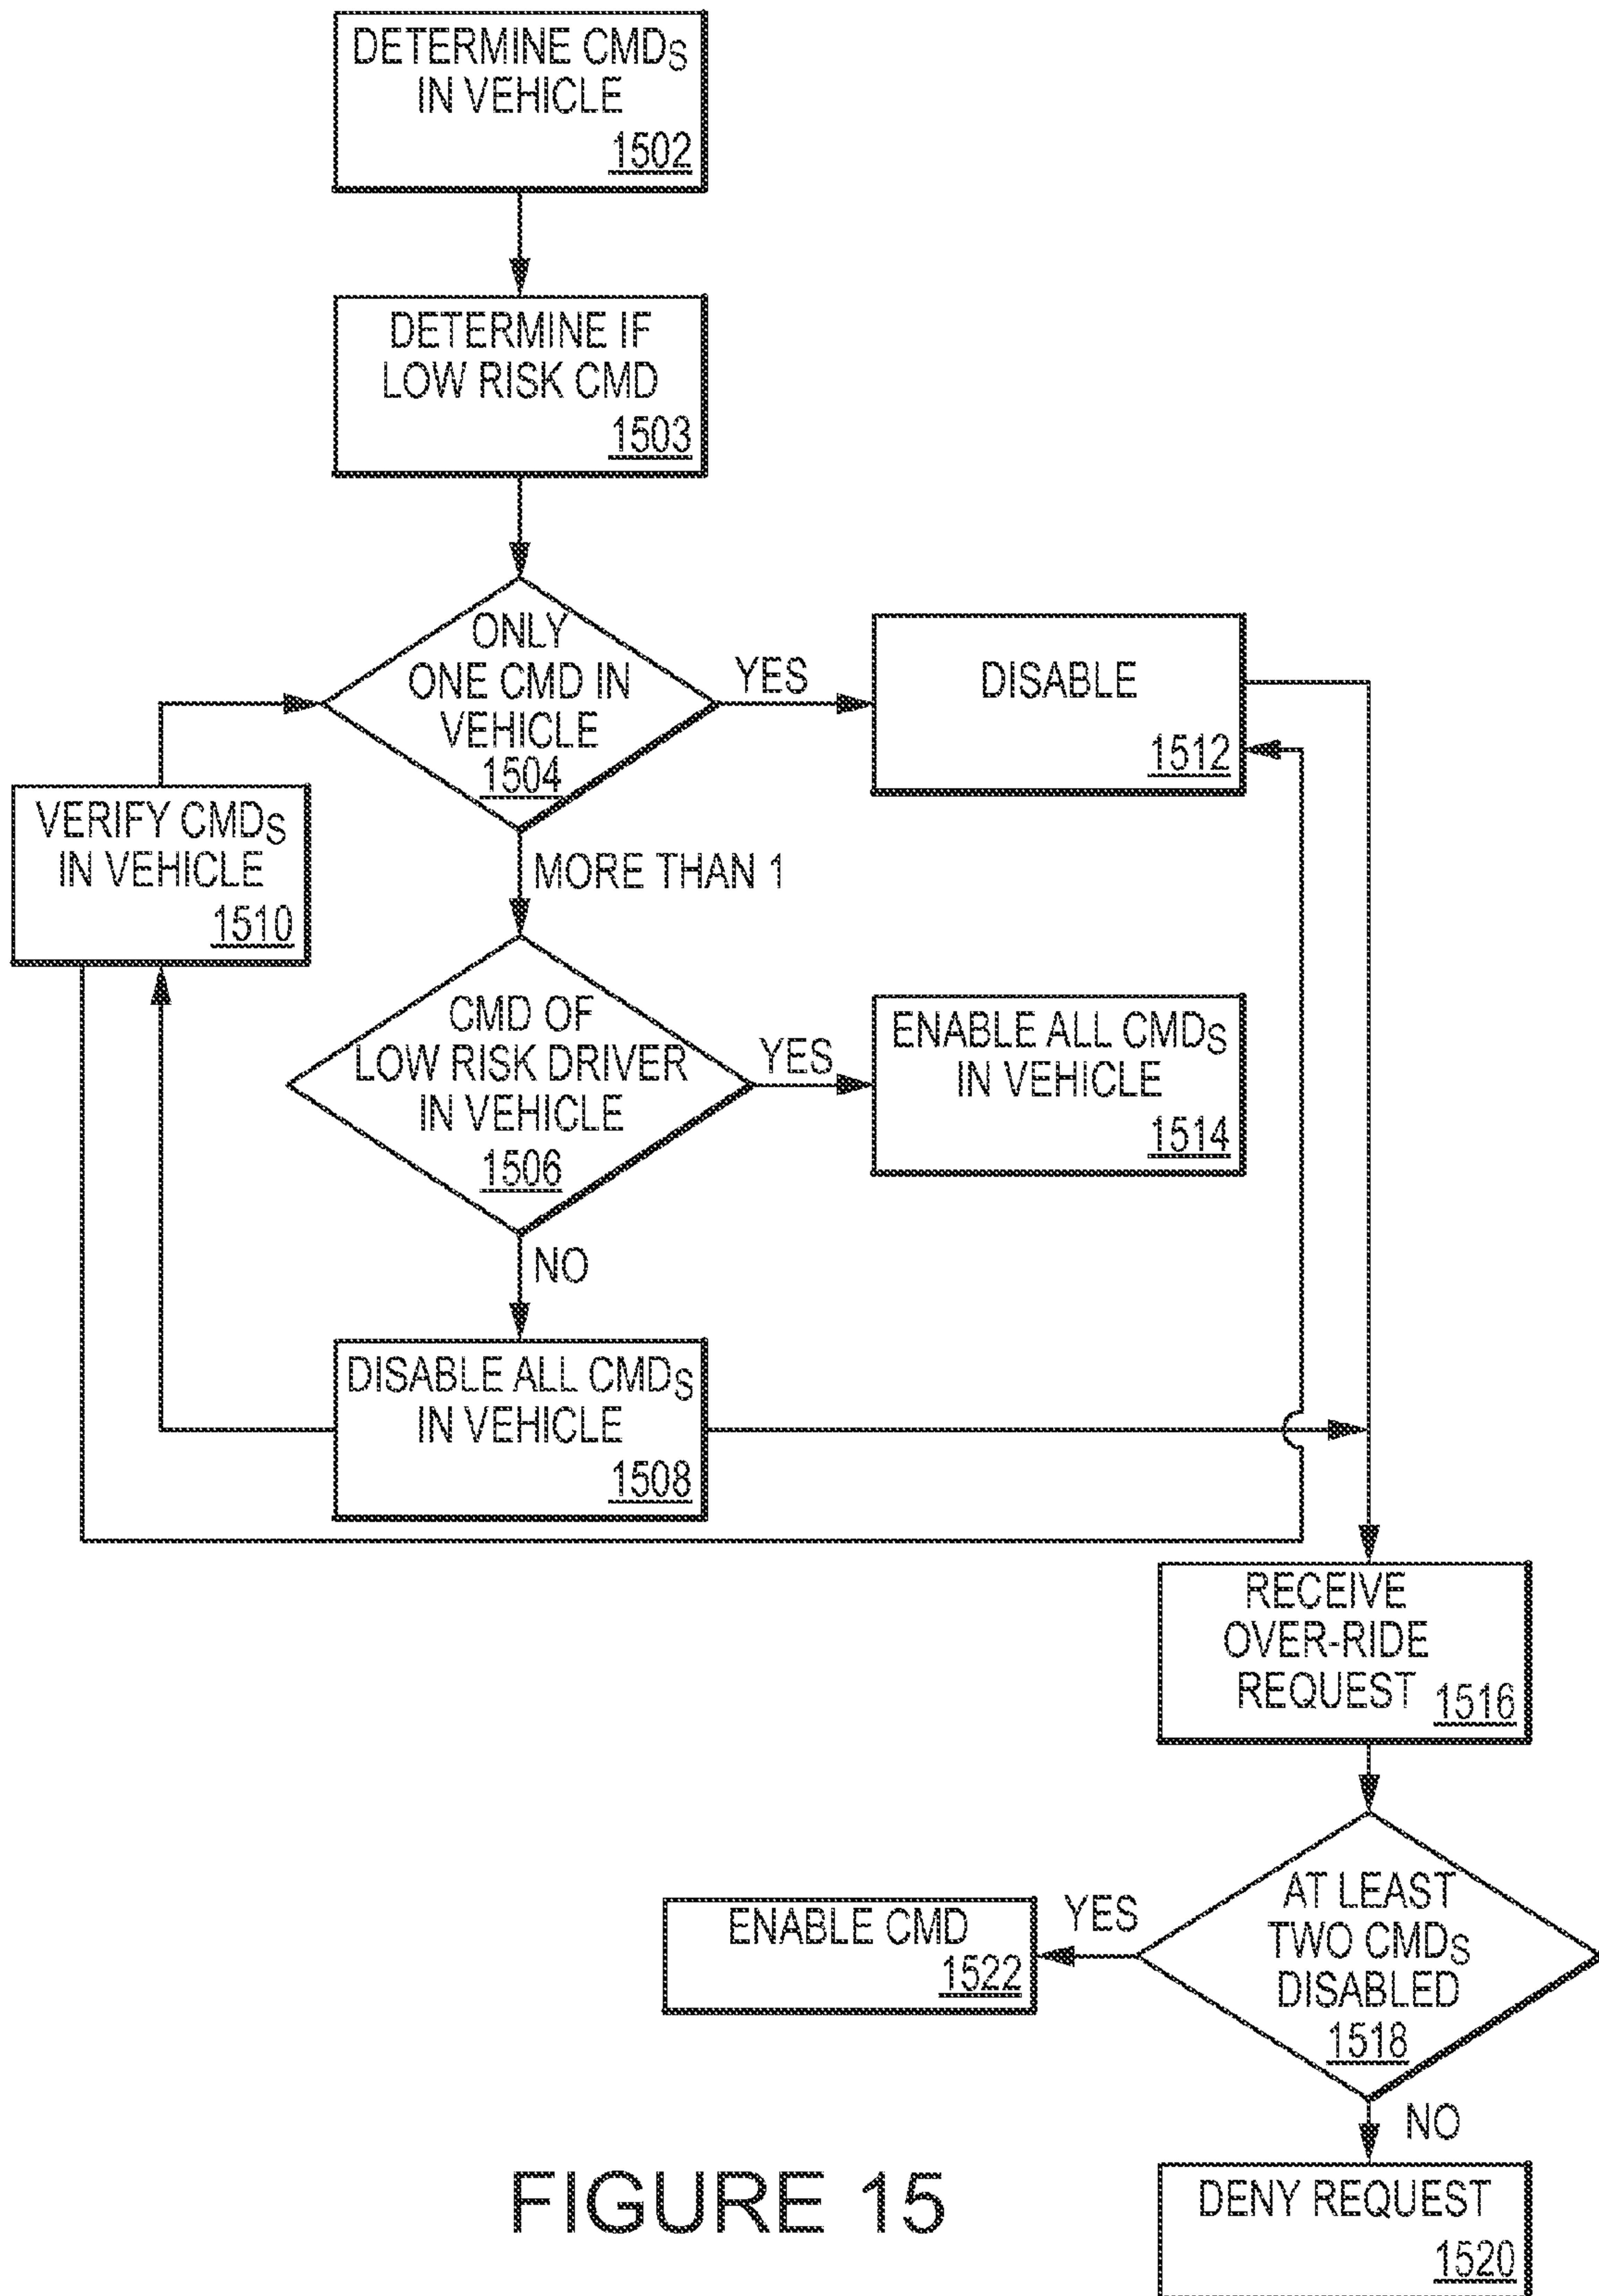 DETERMINE CMDS
IN VEHICLE
1502
DETERMINE IF
LOW RISK CMD
1503
ONLY
ONE CMD IN
VEHICLE
1504
YES
DISABLE
1512
VERIFY CMDS
IN VEHICLE
1510
MORE THAN 1
CMD OF
LOW RISK DRIVER
IN VEHICLE
1506
YES
ENABLE ALL CMDS
IN VEHICLE
1514
NO
DISABLE ALL CMDS
IN VEHICLE
1508
RECEIVE
OVER-RIDE
REQUEST 1516
AT LEAST
TWO CMDS
DISABLED
1518
YES
ENABLE CMD
1522
NO
DENY REQUEST
1520
FIGURE 15